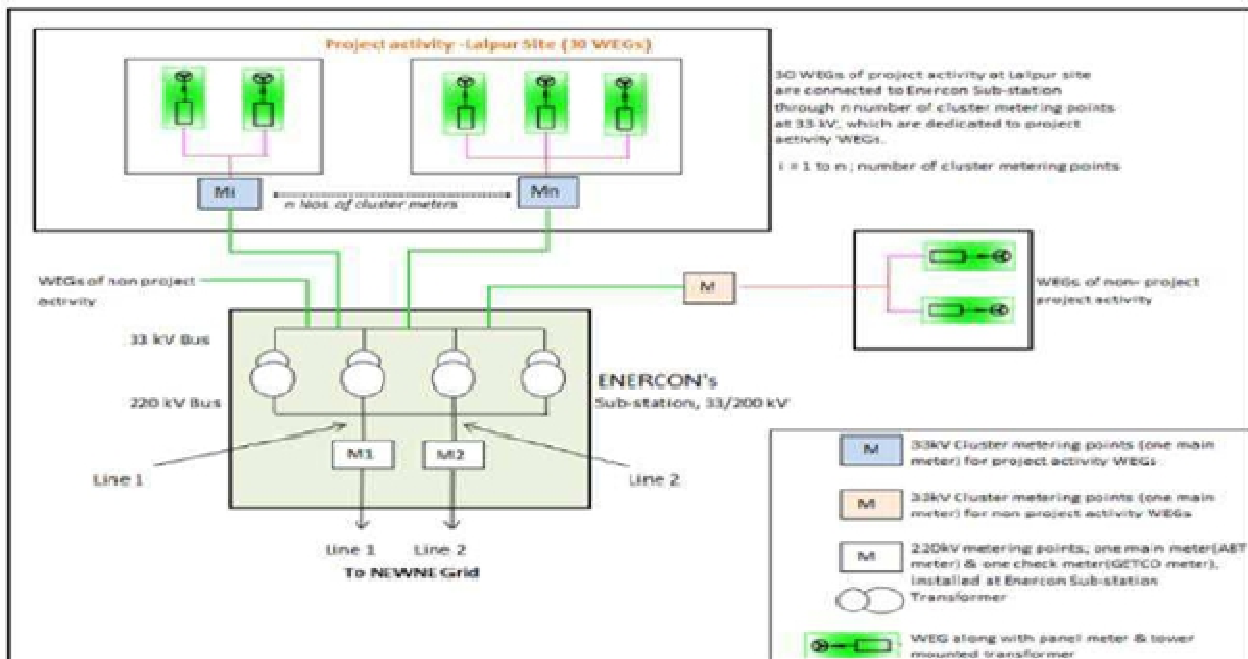 Project activity -Lalpur Site (30 WEGs)
30 WEGs of project activity at Lalpur site
are connected to Enercon Sub-station
through n number of cluster metering points
at 33 kV, which are dedicated to project
activity WEGs.
i = 1 to n ; number of cluster metering points
Mi
n Nos. of cluster meters
Mn
WEGs of non project
activity
M
WEGs of non- project
project activity
33 kV Bus
220 kV Bus
ENERCON's
Sub-station, 33/200 kV
M1
MI2
Line 1
Line 2
Line 1
Line 2
To NEWNE Grid
M
33kV Cluster metering points (one main
meter) for project activity WEGs
M
33kV Cluster metering points (one main
meter) for non project activity WEGs
M
220kV metering points; one main meter(ABT
meter) & one check meter(GETCO meter),
installed at Enercon Sub-station
Transformer
WEG along with panel meter & tower
mounted transformer